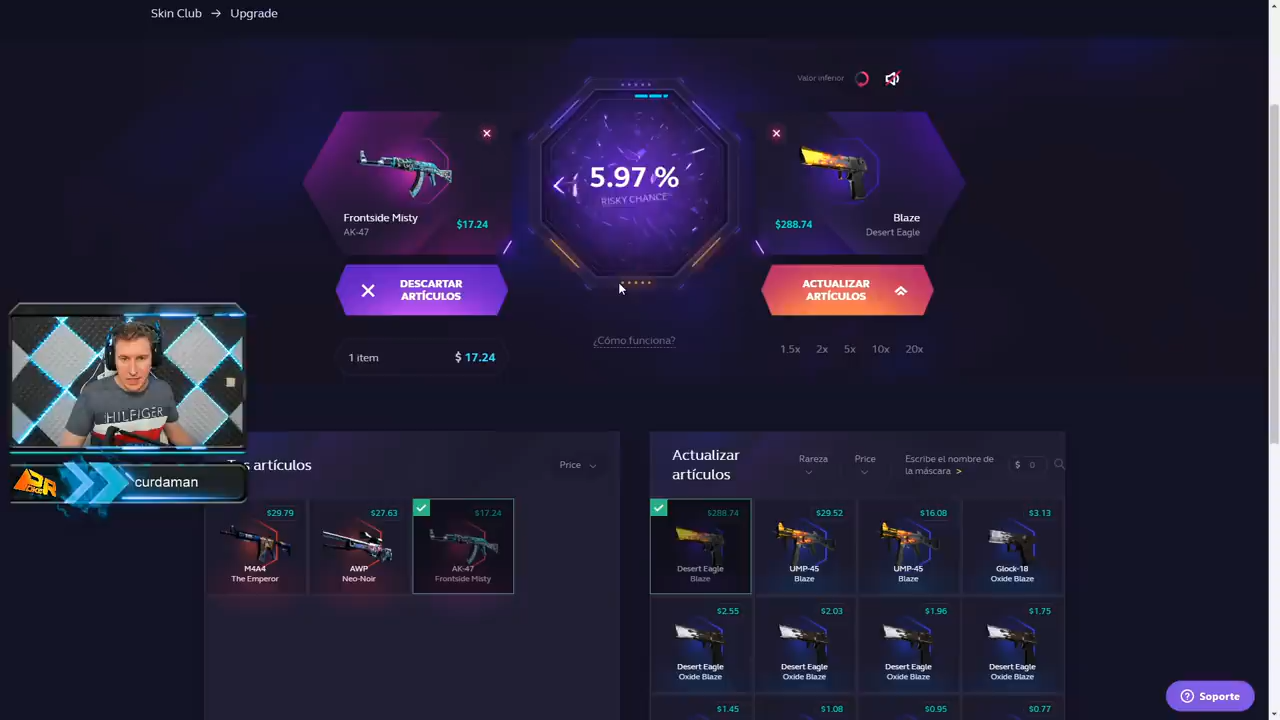 Skin Club → Upgrade
Valor inferior
5.97 %
RISKY CHANCE
Frontside Misty
AK-47
$17.24
$288.74
Blaze
Desert Eagle
DESCARTAR
ARTÍCULOS
ACTUALIZAR
ARTÍCULOS
1 item
$ 17.24
¿Cómo funciona?
1.5x 2x 5x 10x 20x
HILFIGER
curdaman
artículos
Price
Actualizar
artículos
Rareza
Price
Escribe el nombre de
la máscara >
$ 0
$29.79
M4A4
The Emperor
$27.63
AWP
Neo-Noir
$17.24
AK-47
Frontside Misty
$288.74
Desert Eagle
Blaze
$29.52
UMP-45
Blaze
$16.08
UMP-45
Blaze
$3.13
Glock-18
Oxide Blaze
$2.55
Desert Eagle
Oxide Blaze
$2.03
Desert Eagle
Oxide Blaze
$1.96
Desert Eagle
Oxide Blaze
$1.75
Desert Eagle
Oxide Blaze
$1.45
$1.08
$0.95
$0.77
Soporte